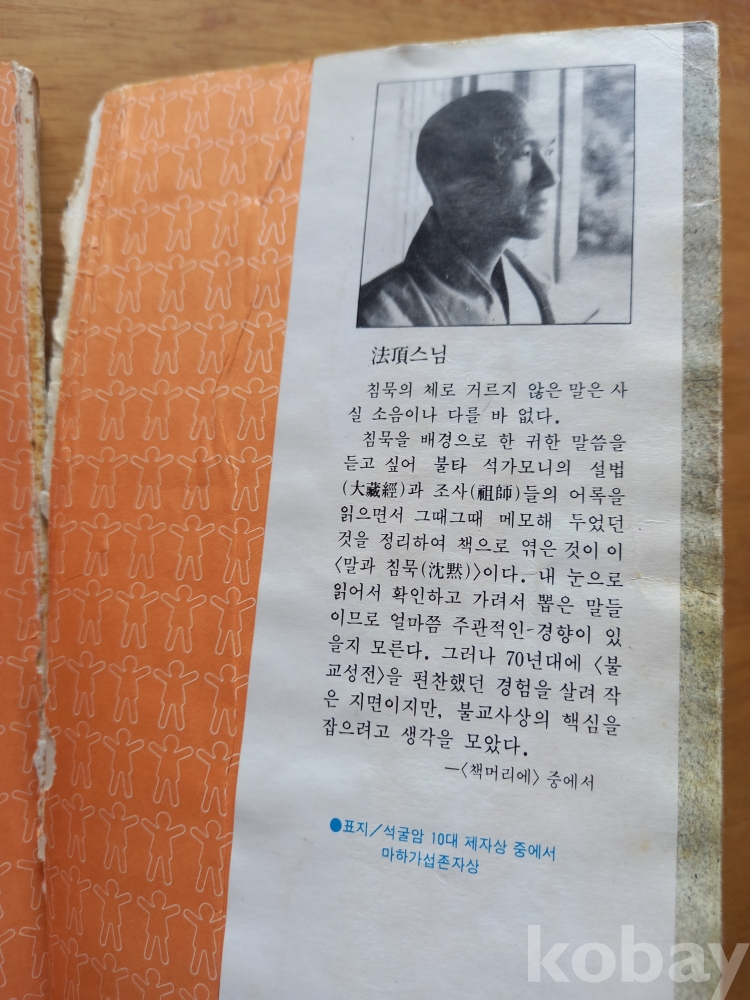 法頂스님
침묵의 체로 거르지 않은 말은 사
실 소음이나 다를 바 없다.
침묵을 배경으로 한 귀한 말씀을
듣고 싶어 불타 석가모니의 설법
(大藏經)과 조사(祖師)들의 어록을
읽으면서 그때그때 메모해 두었던
것을 정리하여 책으로 엮은 것이 이
〈말과 침묵(沈黙)〉이다. 내 눈으로
읽어서 확인하고 가려서 뽑은 말들
이므로 얼마쯤 주관적인 경향이 있
을지 모른다. 그러나 70년대에 〈불
교성전〉을 편찬했던 경험을 살려 작
은 지면이지만, 불교사상의 핵심을
잡으려고 생각을 모았다.
―〈책머리에〉 중에서
●표지/석굴암 10대 제자상 중에서
마하가섭존자상
kobay